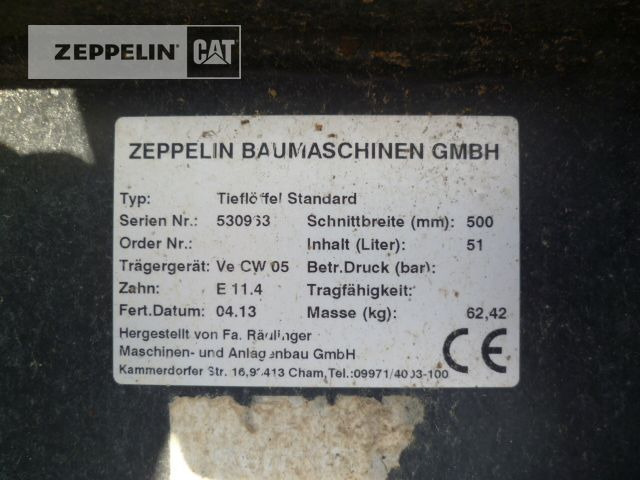 ZEPPELIN CAT
ZEPPELIN BAUMASCHINEN GMBH
Typ: Tieflöffel Standard
Serien Nr.: 530963 Schnittbreite (mm): 500
Order Nr.: Inhalt (Liter): 51
Trägergerät: Ve CW 05 Betr.Druck (bar):
Zahn: E 11.4 Tragfähigkeit:
Fert.Datum: 04.13 Masse (kg): 62,42
Hergestellt von Fa. Rädlinger
Maschinen- und Anlagenbau GmbH
Kammerdorfer Str. 16, 93413 Cham, Tel.:09971/4003-100
CE